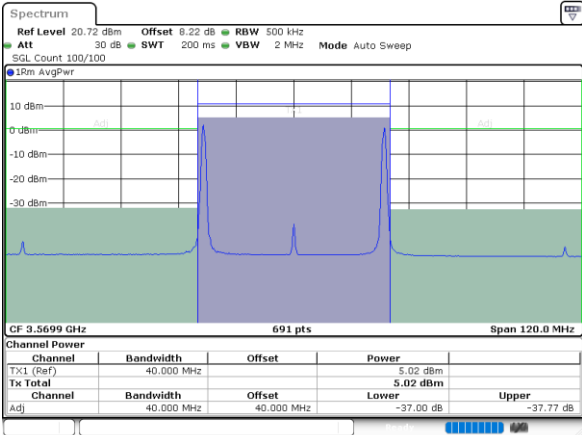 Spectrum
Ref Level 20.72 dBm Offset 8.22 dB RBW 500 kHz
Att 30 dB SWT 200 ms VBW 2 MHz Mode Auto Sweep
SGL Count 100/100
1Rm AvgPwr
10 dBm
TX1
0 dBm Adj Adj
-10 dBm
-20 dBm
-30 dBm
CF 3.5699 GHz 691 pts Span 120.0 MHz
Channel Power
Channel Bandwidth Offset Power
TX1 (Ref) 40.000 MHz 5.02 dBm
Tx Total 5.02 dBm
Channel Bandwidth Offset Lower Upper
Adj 40.000 MHz 40.000 MHz -37.00 dB -37.77 dB